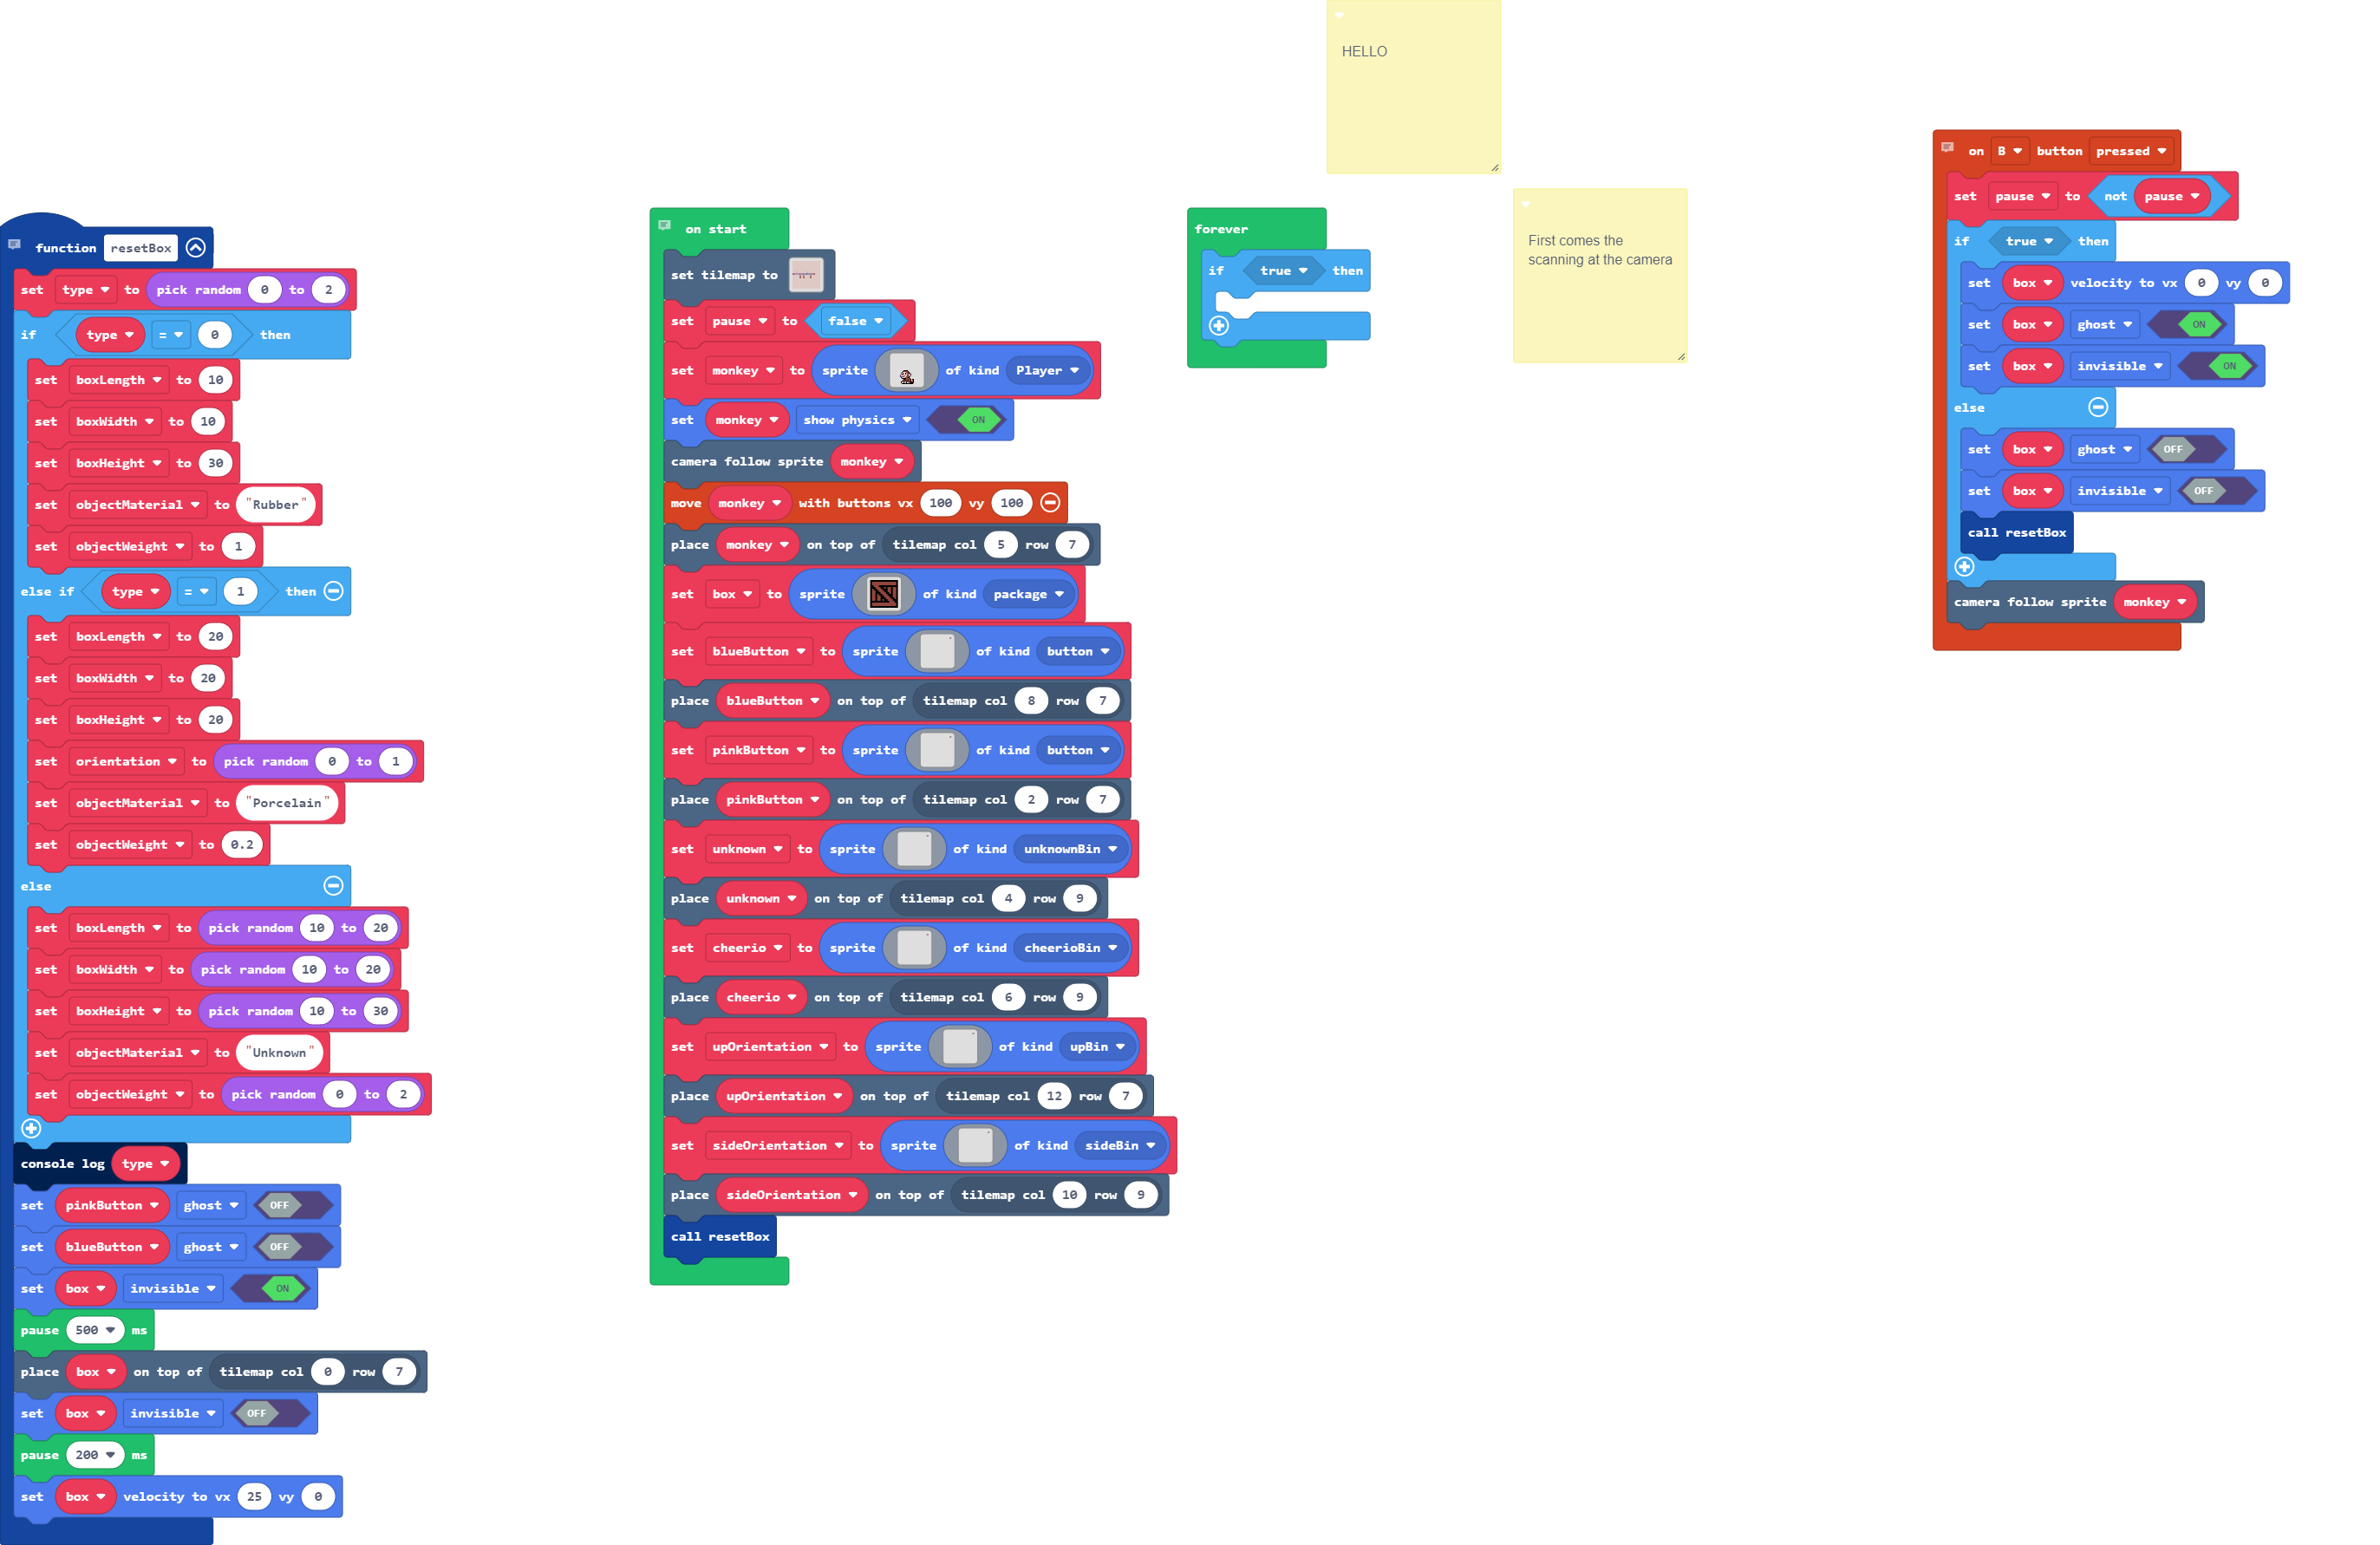 HELLO
First comes the
scanning at the camera
function resetBox
set type to pick random 0 to 2
if type = 0 then
set boxLength to 10
set boxWidth to 10
set boxHeight to 30
set objectMaterial to "Rubber"
set objectWeight to 1
else if type = 1 then
set boxLength to 20
set boxWidth to 20
set boxHeight to 20
set orientation to pick random 0 to 1
set objectMaterial to "Porcelain"
set objectWeight to 0.2
else
set boxLength to pick random 10 to 20
set boxWidth to pick random 10 to 20
set boxHeight to pick random 10 to 30
set objectMaterial to "Unknown"
set objectWeight to pick random 0 to 2
console log type
set pinkButton ghost OFF
set blueButton ghost OFF
set box invisible ON
pause 500 ms
place box on top of tilemap col 0 row 7
set box invisible OFF
pause 200 ms
set box velocity to vx 25 vy 0
on start
set tilemap to
set pause to false
set monkey to sprite of kind Player
set monkey show physics ON
camera follow sprite monkey
move monkey with buttons vx 100 vy 100
place monkey on top of tilemap col 5 row 7
set box to sprite of kind package
set blueButton to sprite of kind button
place blueButton on top of tilemap col 8 row 7
set pinkButton to sprite of kind button
place pinkButton on top of tilemap col 2 row 7
set unknown to sprite of kind unknownBin
place unknown on top of tilemap col 4 row 9
set cheerio to sprite of kind cheerioBin
place cheerio on top of tilemap col 6 row 9
set upOrientation to sprite of kind upBin
place upOrientation on top of tilemap col 12 row 7
set sideOrientation to sprite of kind sideBin
place sideOrientation on top of tilemap col 10 row 9
call resetBox
forever
if true then
on B button pressed
set pause to not pause
if true then
set box velocity to vx 0 vy 0
set box ghost ON
set box invisible ON
else
set box ghost OFF
set box invisible OFF
call resetBox
camera follow sprite monkey